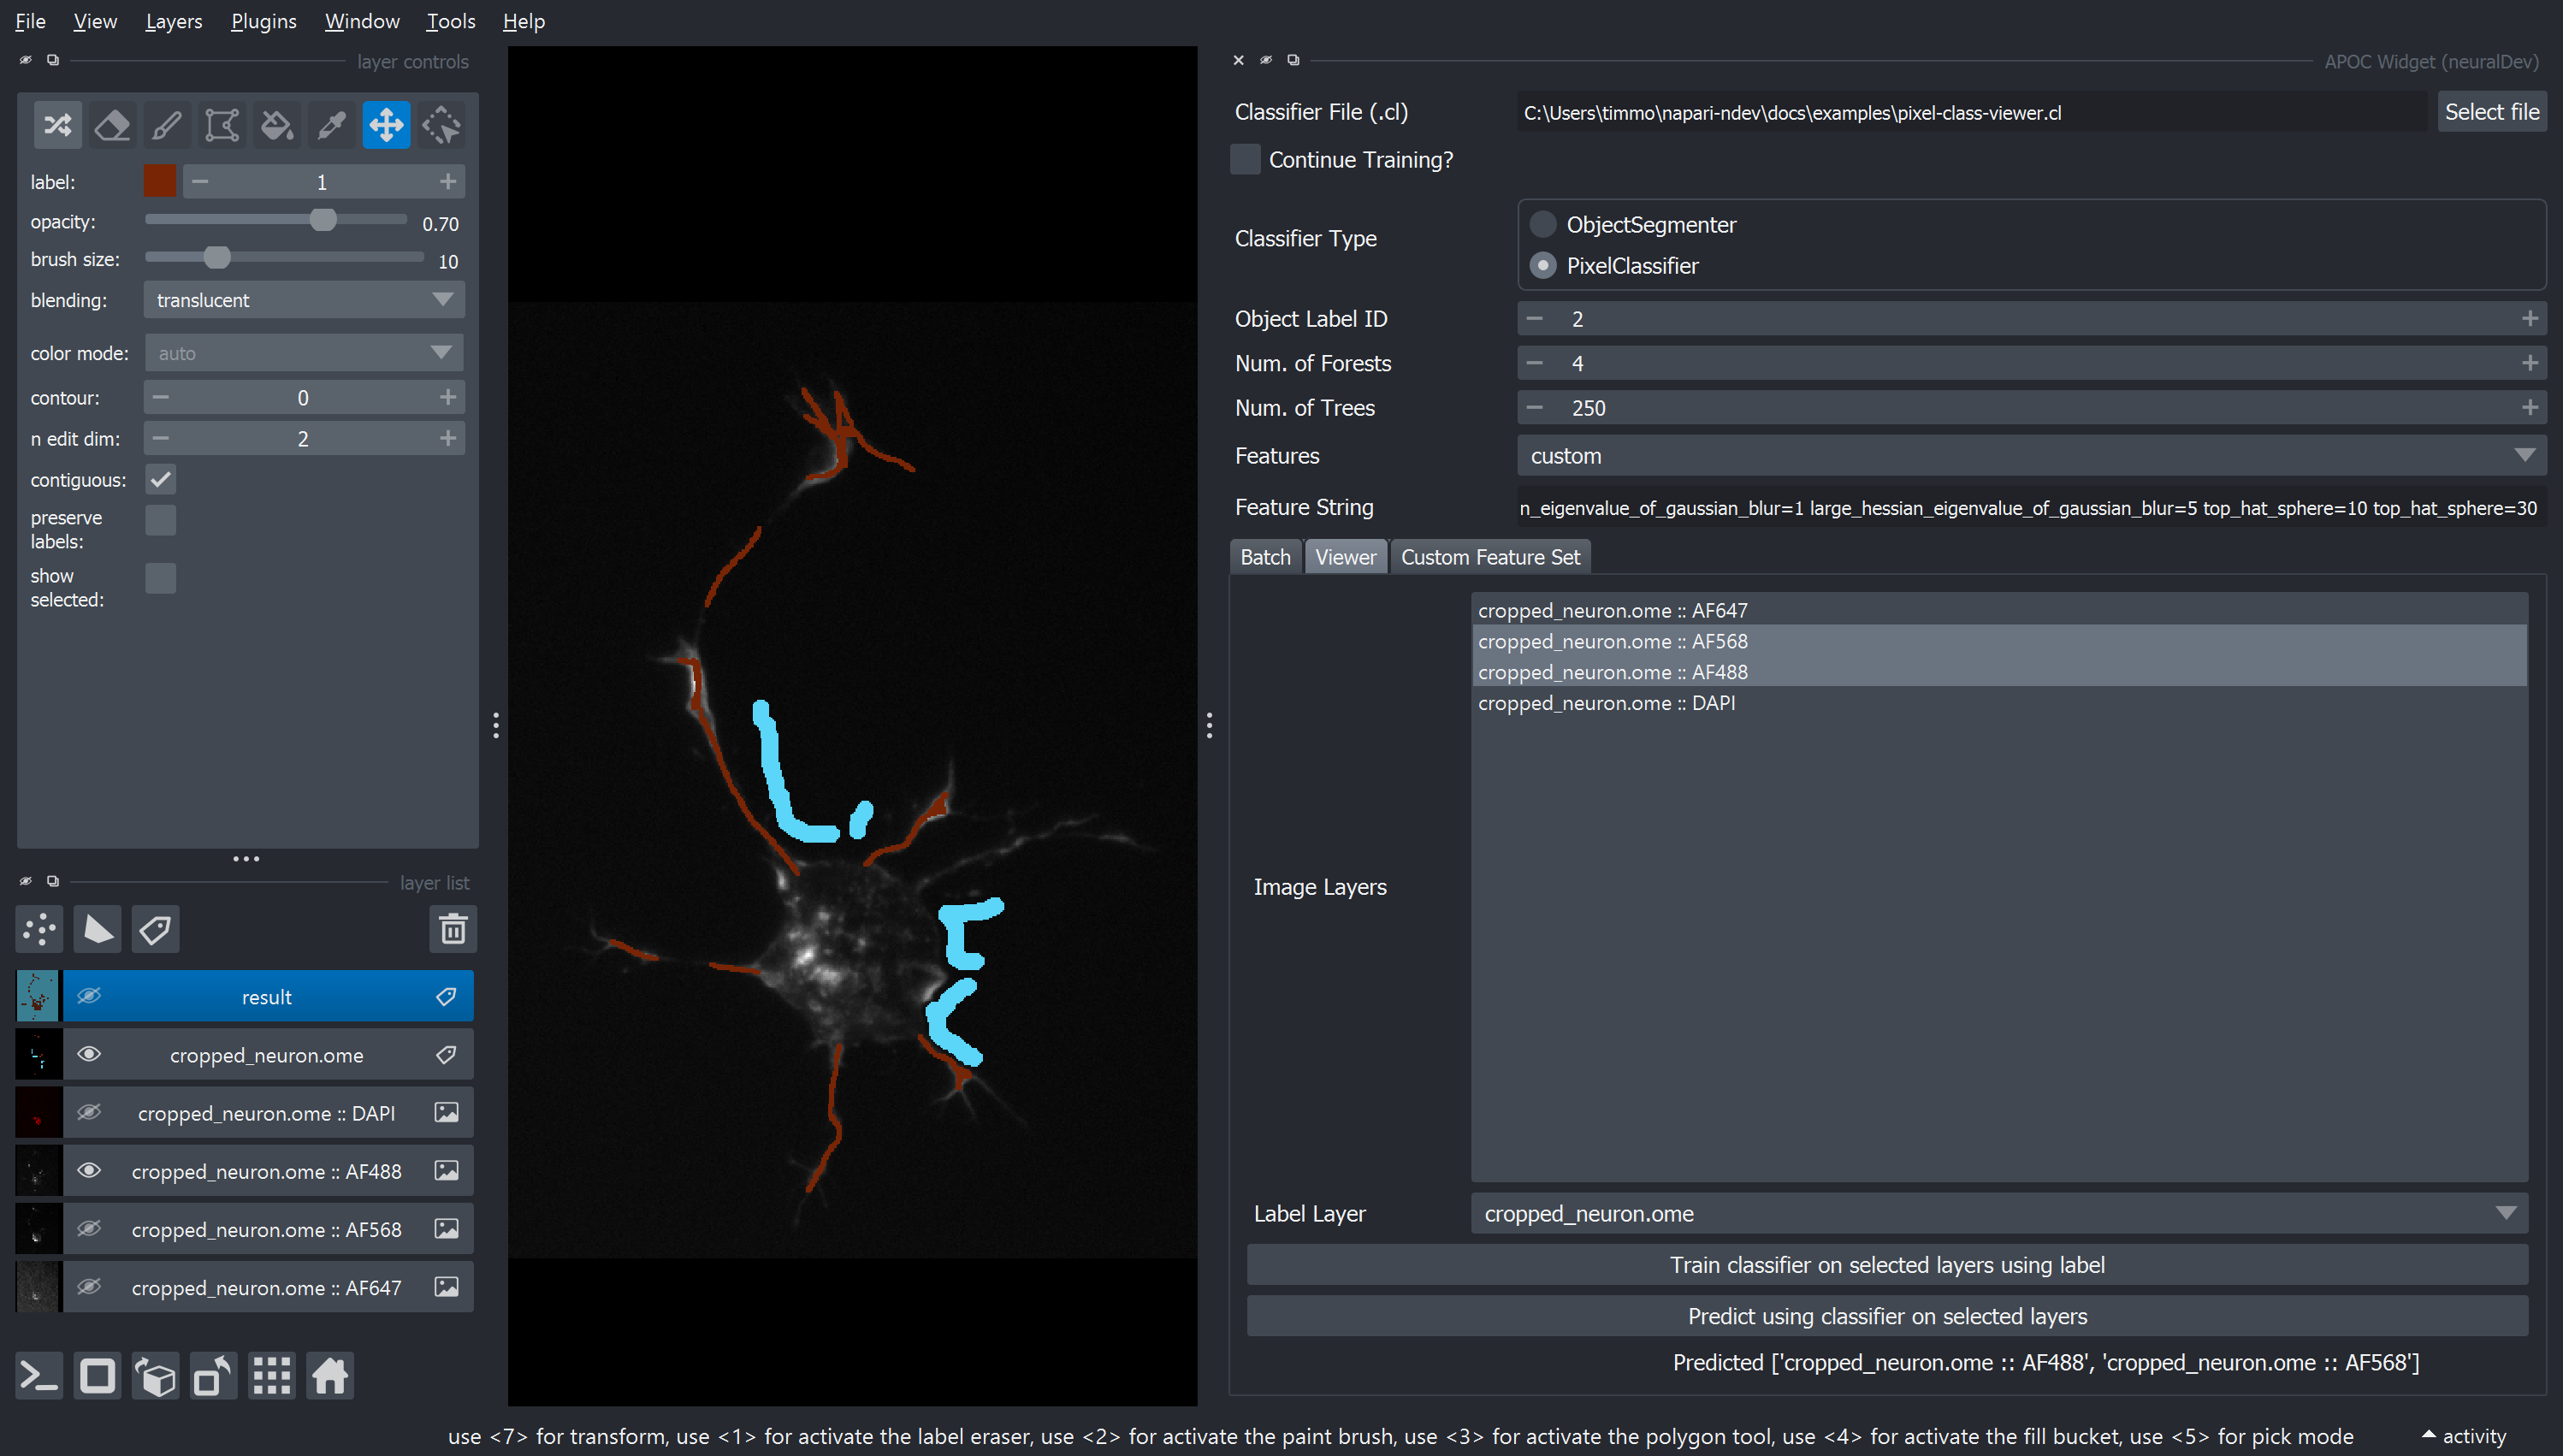 File View Layers Plugins Window Tools Help
layer controls
label: 1
opacity: 0.70
brush size: 10
blending: translucent
color mode: auto
contour: 0
n edit dim: 2
contiguous:
preserve
labels:
show
selected:
layer list
result
cropped_neuron.ome
cropped_neuron.ome :: DAPI
cropped_neuron.ome :: AF488
cropped_neuron.ome :: AF568
cropped_neuron.ome :: AF647
APOC Widget (neuralDev)
Classifier File (.cl) C:\Users\timmo\napari-ndev\docs\examples\pixel-class-viewer.cl Select file
Continue Training?
Classifier Type
ObjectSegmenter
PixelClassifier
Object Label ID 2
Num. of Forests 4
Num. of Trees 250
Features custom
Feature String n_eigenvalue_of_gaussian_blur=1 large_hessian_eigenvalue_of_gaussian_blur=5 top_hat_sphere=10 top_hat_sphere=30
Batch Viewer Custom Feature Set
cropped_neuron.ome :: AF647
cropped_neuron.ome :: AF568
cropped_neuron.ome :: AF488
cropped_neuron.ome :: DAPI
Image Layers
Label Layer cropped_neuron.ome
Train classifier on selected layers using label
Predict using classifier on selected layers
Predicted ['cropped_neuron.ome :: AF488', 'cropped_neuron.ome :: AF568']
use <7> for transform, use <1> for activate the label eraser, use <2> for activate the paint brush, use <3> for activate the polygon tool, use <4> for activate the fill bucket, use <5> for pick mode activity